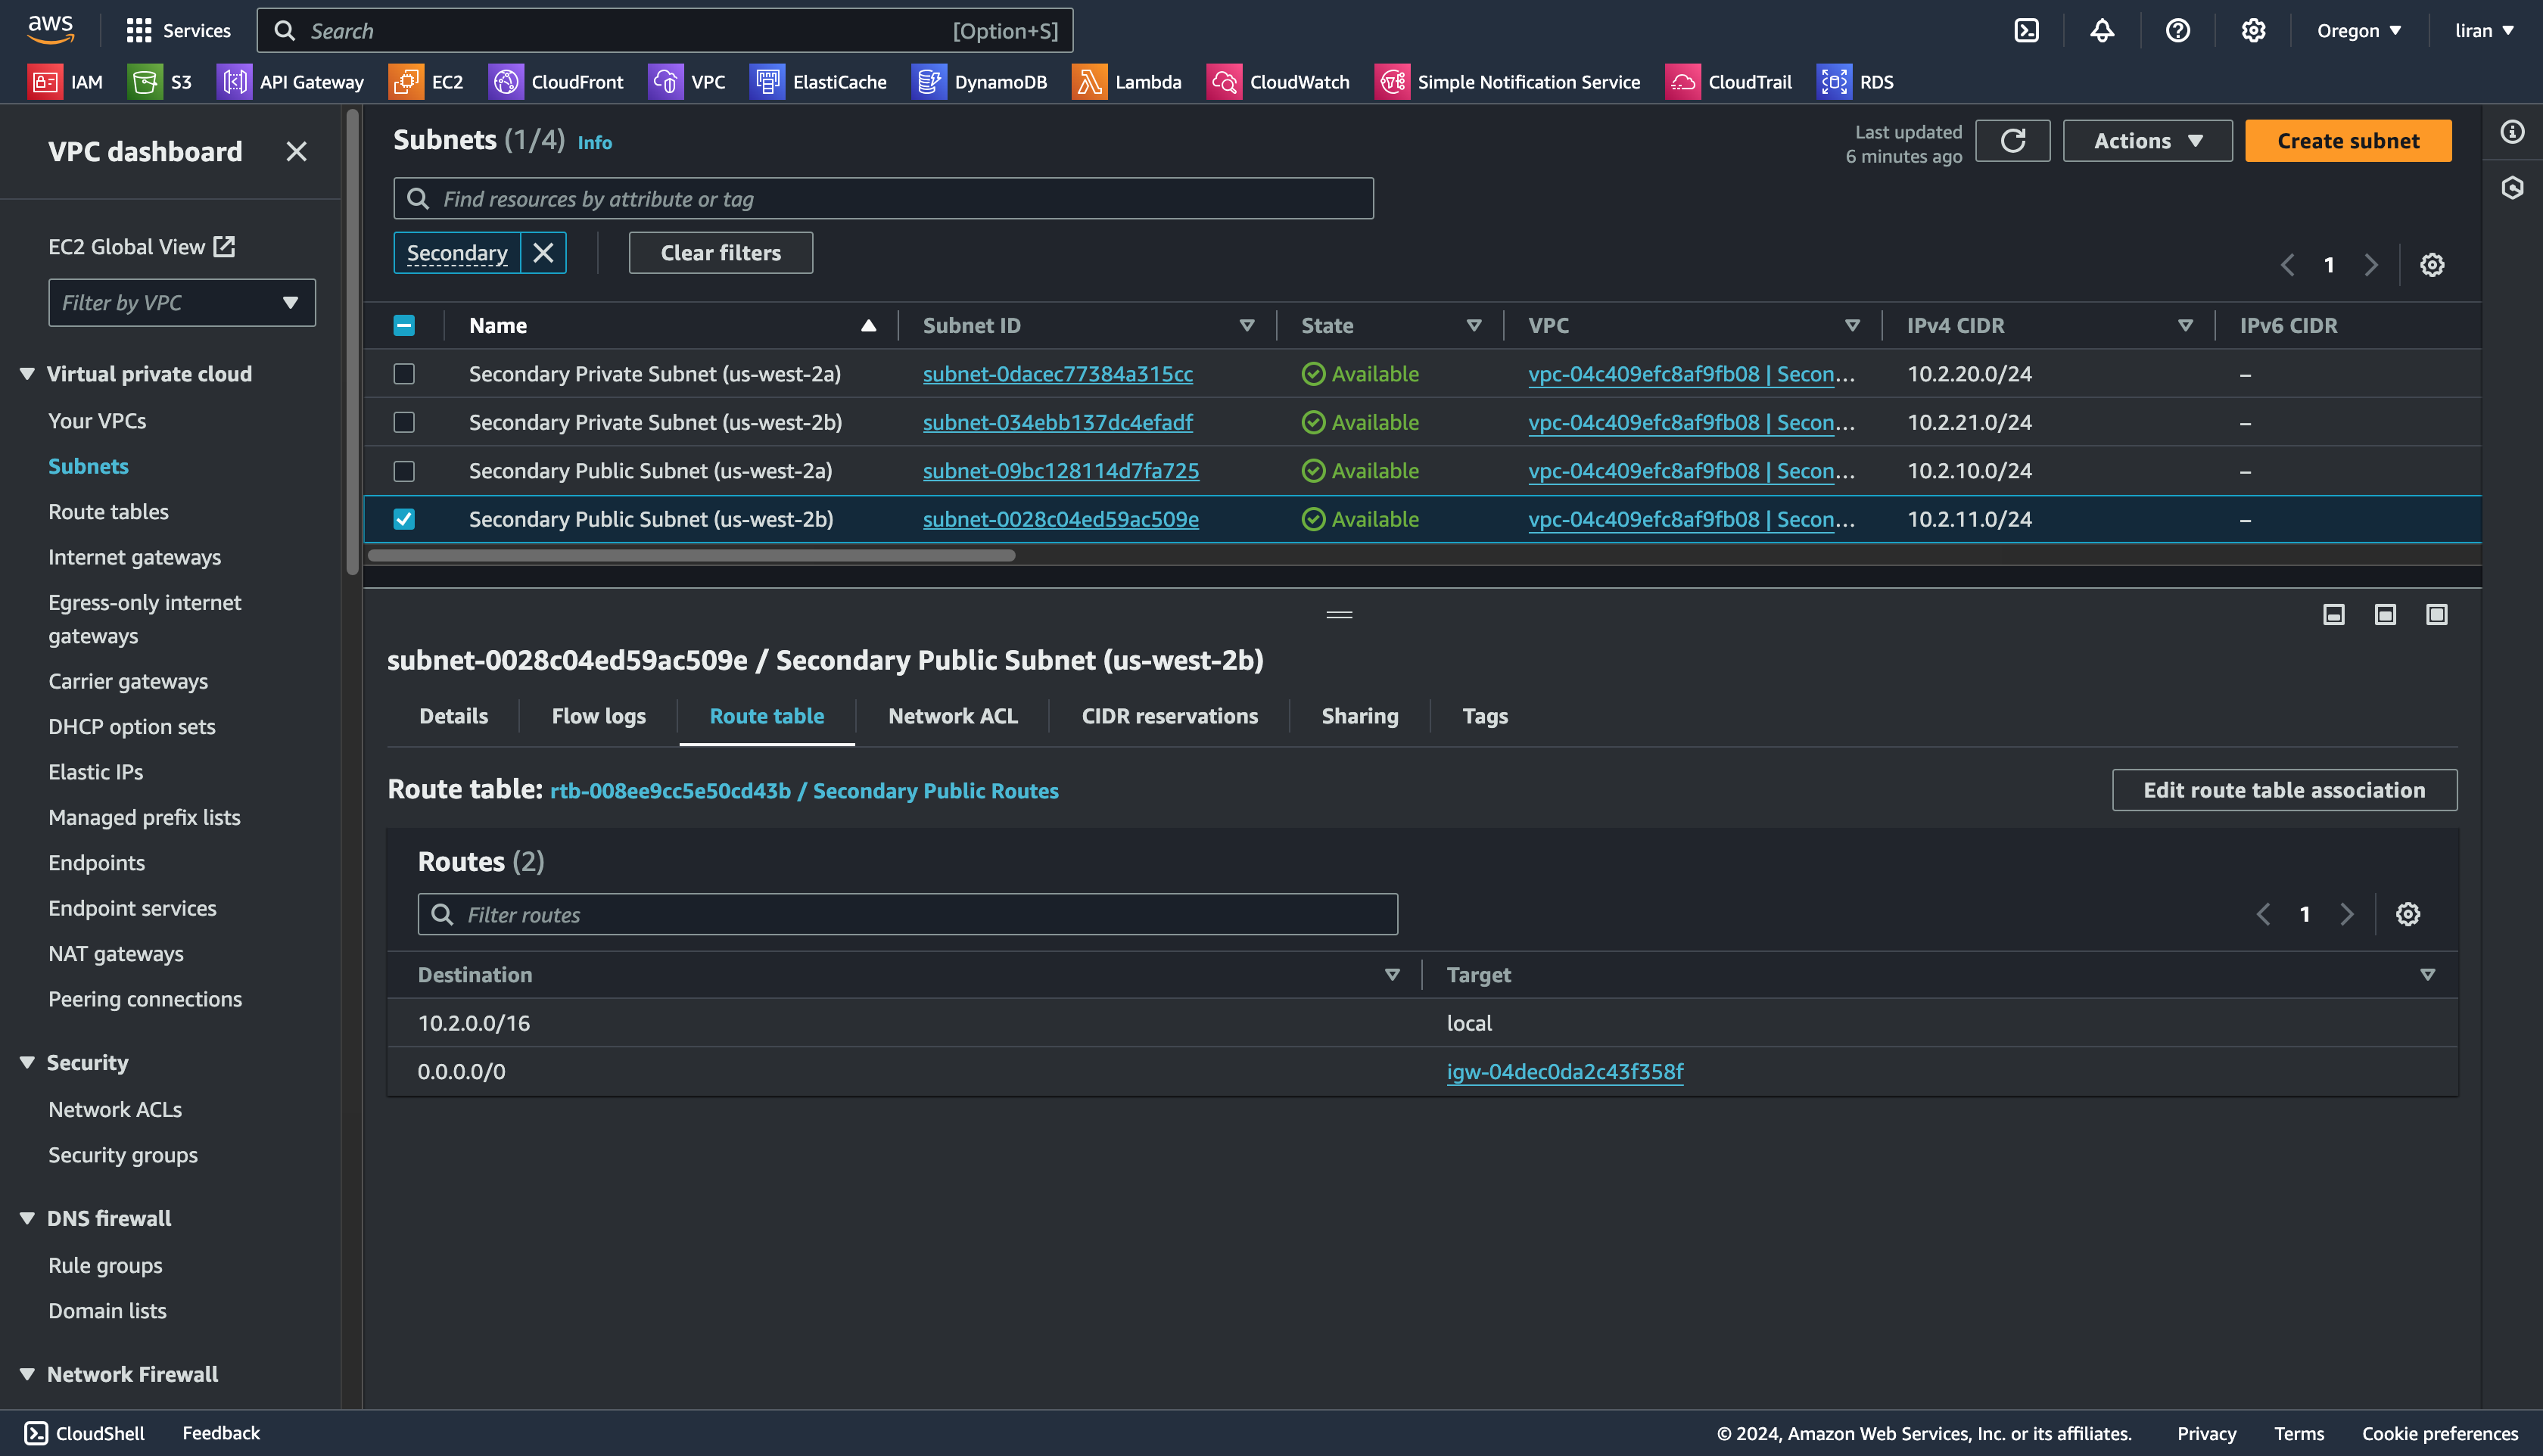 aws Services Search [Option+S] Oregon liran
IAM S3 API Gateway EC2 CloudFront VPC ElastiCache DynamoDB Lambda CloudWatch Simple Notification Service CloudTrail RDS
VPC dashboard
EC2 Global View
Filter by VPC
Virtual private cloud
Your VPCs
Subnets
Route tables
Internet gateways
Egress-only internet
gateways
Carrier gateways
DHCP option sets
Elastic IPs
Managed prefix lists
Endpoints
Endpoint services
NAT gateways
Peering connections
Security
Network ACLs
Security groups
DNS firewall
Rule groups
Domain lists
Network Firewall
Subnets (1/4) Info
Last updated
6 minutes ago
Actions
Create subnet
Find resources by attribute or tag
Secondary Clear filters 1
Name Subnet ID State VPC IPv4 CIDR IPv6 CIDR
Secondary Private Subnet (us-west-2a) subnet-0dacec77384a315cc Available vpc-04c409efc8af9fb08 | Secon… 10.2.20.0/24 –
Secondary Private Subnet (us-west-2b) subnet-034ebb137dc4efadf Available vpc-04c409efc8af9fb08 | Secon… 10.2.21.0/24 –
Secondary Public Subnet (us-west-2a) subnet-09bc128114d7fa725 Available vpc-04c409efc8af9fb08 | Secon… 10.2.10.0/24 –
Secondary Public Subnet (us-west-2b) subnet-0028c04ed59ac509e Available vpc-04c409efc8af9fb08 | Secon… 10.2.11.0/24 –
subnet-0028c04ed59ac509e / Secondary Public Subnet (us-west-2b)
Details Flow logs Route table Network ACL CIDR reservations Sharing Tags
Route table: rtb-008ee9cc5e50cd43b / Secondary Public Routes
Edit route table association
Routes (2)
Filter routes 1
Destination Target
10.2.0.0/16 local
0.0.0.0/0 igw-04dec0da2c43f358f
CloudShell Feedback © 2024, Amazon Web Services, Inc. or its affiliates. Privacy Terms Cookie preferences